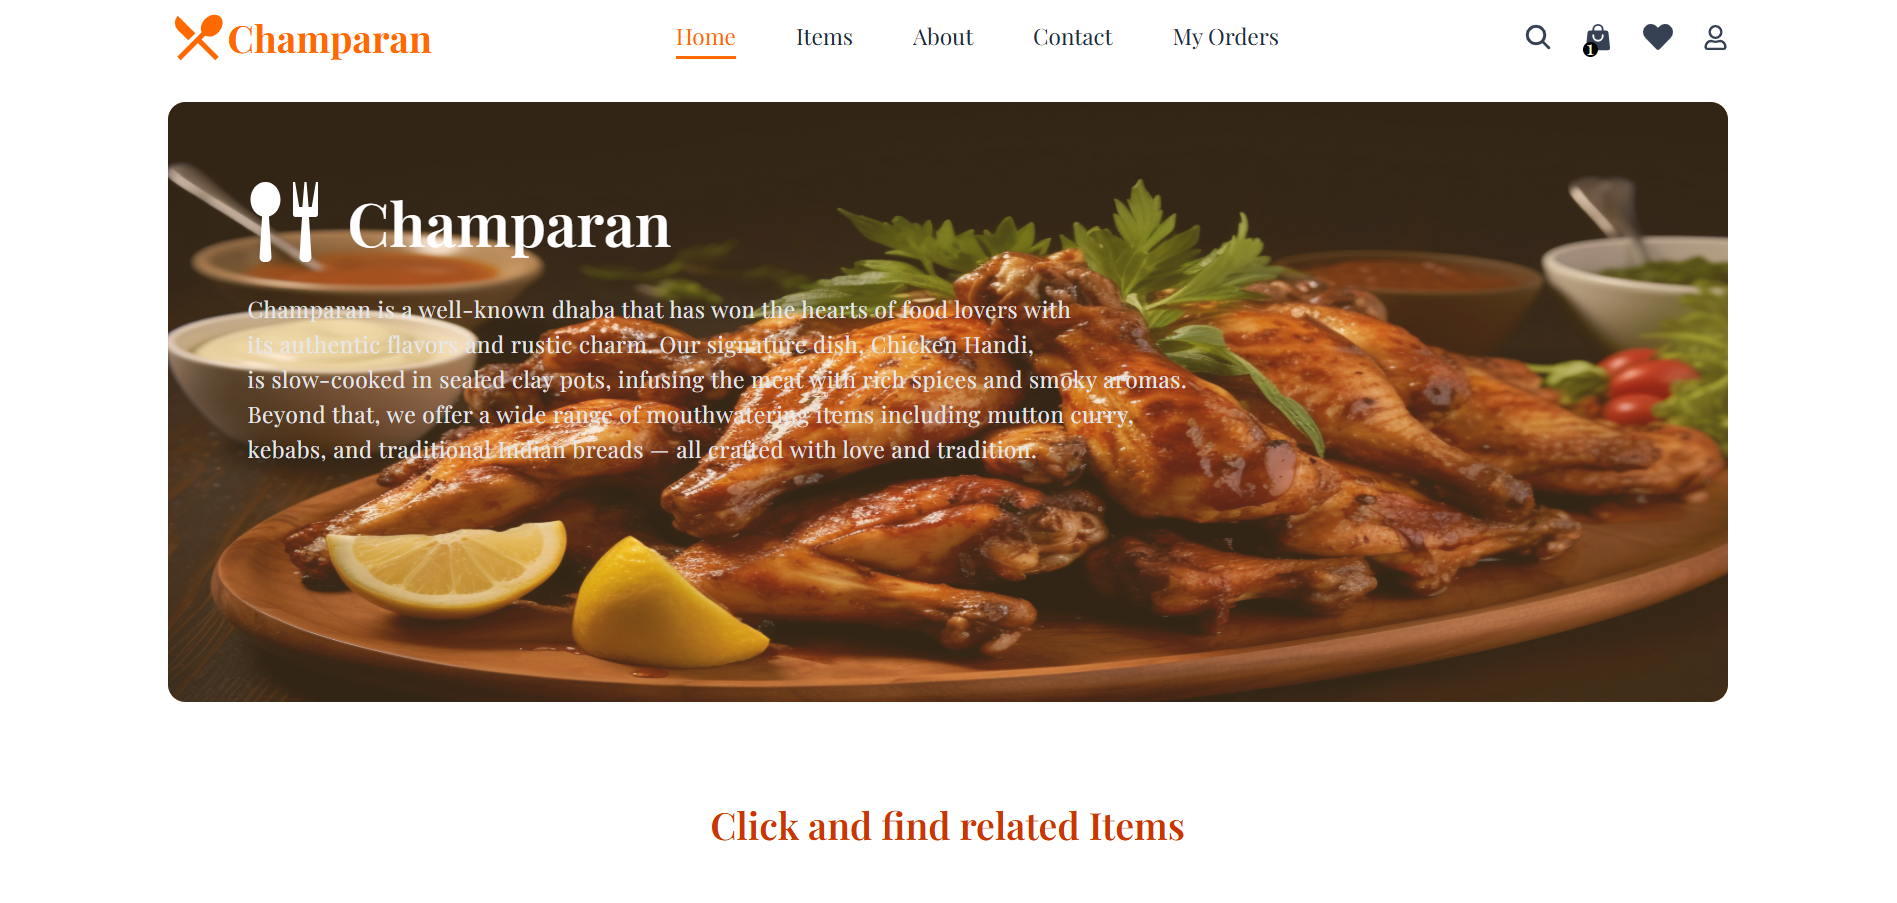 Champaran
Home Items About Contact My Orders
1
Champaran
Champaran is a well-known dhaba that has won the hearts of food lovers with
its authentic flavors and rustic charm. Our signature dish, Chicken Handi,
is slow-cooked in sealed clay pots, infusing the meat with rich spices and smoky aromas.
Beyond that, we offer a wide range of mouthwatering items including mutton curry,
kebabs, and traditional Indian breads — all crafted with love and tradition.
Click and find related Items